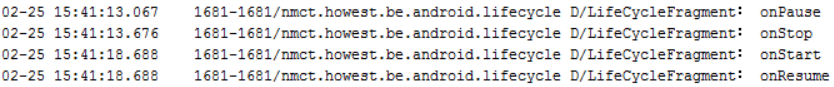 02-25 15:41:13.067 1681-1681/nmct.howest.be.android.lifecycle D/LifeCycleFragment: onPause
02-25 15:41:13.676 1681-1681/nmct.howest.be.android.lifecycle D/LifeCycleFragment: onStop
02-25 15:41:18.688 1681-1681/nmct.howest.be.android.lifecycle D/LifeCycleFragment: onStart
02-25 15:41:18.688 1681-1681/nmct.howest.be.android.lifecycle D/LifeCycleFragment: onResume